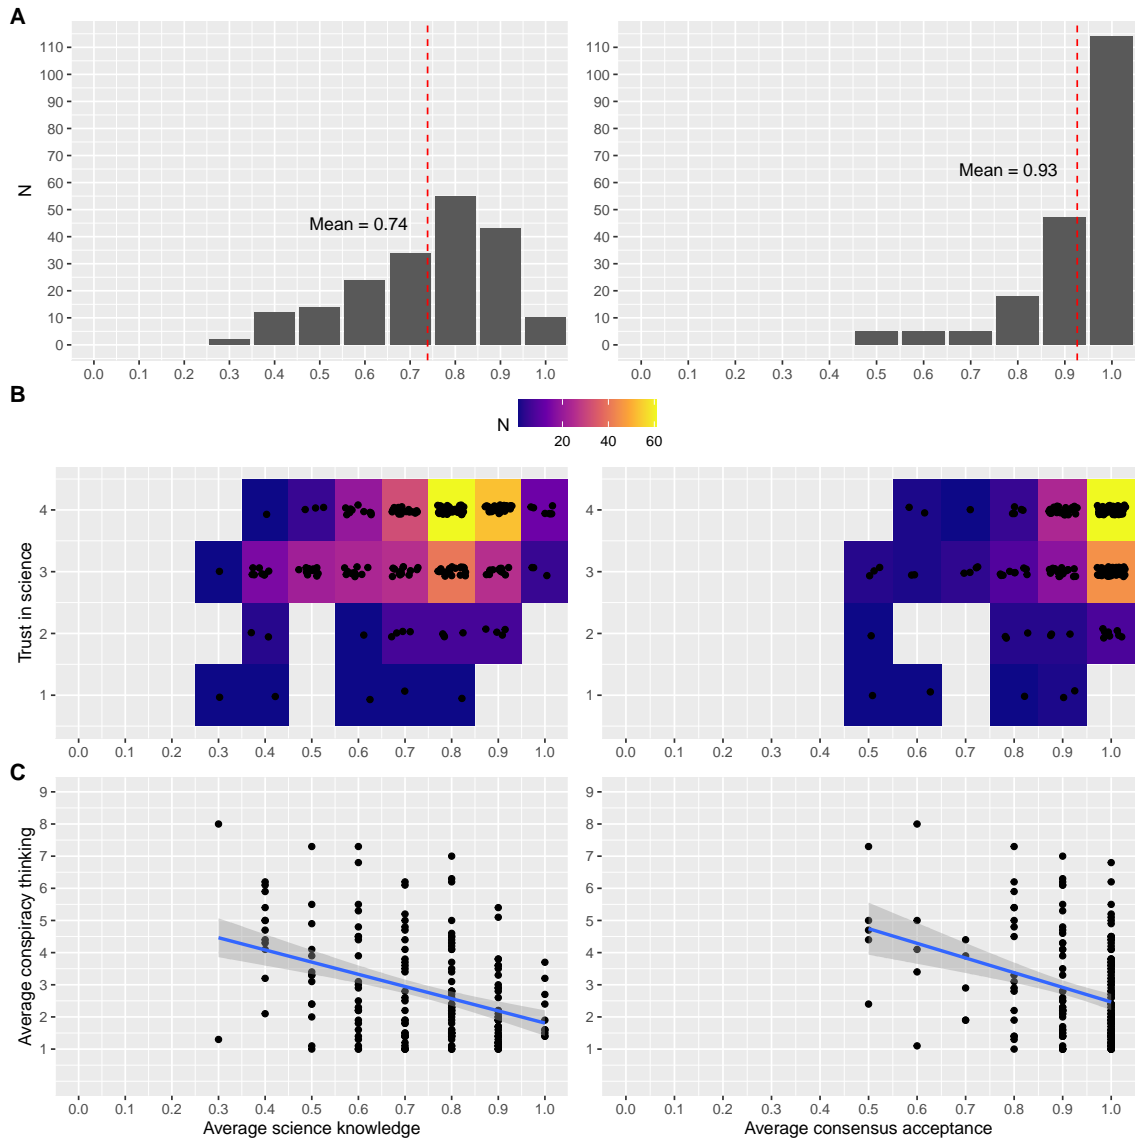 A
N
110
100
90
80
70
60
50
40
30
20
10
0
Mean = 0.74
0.0 0.1 0.2 0.3 0.4 0.5 0.6 0.7 0.8 0.9 1.0
110
100
90
80
70
60
50
40
30
20
10
0
Mean = 0.93
0.0 0.1 0.2 0.3 0.4 0.5 0.6 0.7 0.8 0.9 1.0
B
N
20 40 60
Trust in science
4
3
2
1
0.0 0.1 0.2 0.3 0.4 0.5 0.6 0.7 0.8 0.9 1.0
4
3
2
1
0.0 0.1 0.2 0.3 0.4 0.5 0.6 0.7 0.8 0.9 1.0
C
Average conspiracy thinking
9
8
7
6
5
4
3
2
1
0.0 0.1 0.2 0.3 0.4 0.5 0.6 0.7 0.8 0.9 1.0
Average science knowledge
9
8
7
6
5
4
3
2
1
0.0 0.1 0.2 0.3 0.4 0.5 0.6 0.7 0.8 0.9 1.0
Average consensus acceptance